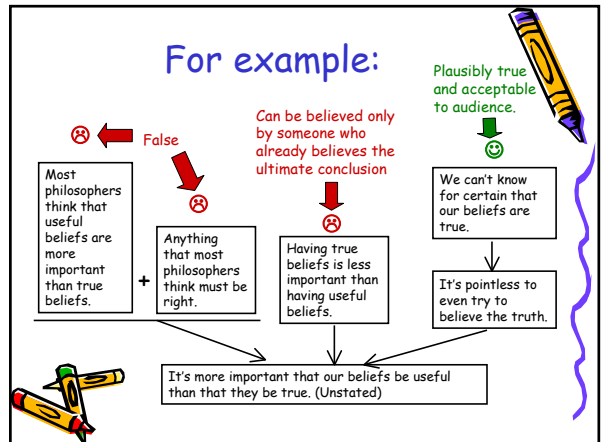 For example:
Plausibly true
and acceptable
to audience.
Can be believed only
by someone who
already believes the
ultimate conclusion
False
Most
philosophers
think that
useful
beliefs are
more
important
than true
beliefs.
+
Anything
that most
philosophers
think must be
right.
Having true
beliefs is less
important than
having useful
beliefs.
We can't know
for certain that
our beliefs are
true.
It's pointless to
even try to
believe the truth.
It's more important that our beliefs be useful
than that they be true. (Unstated)